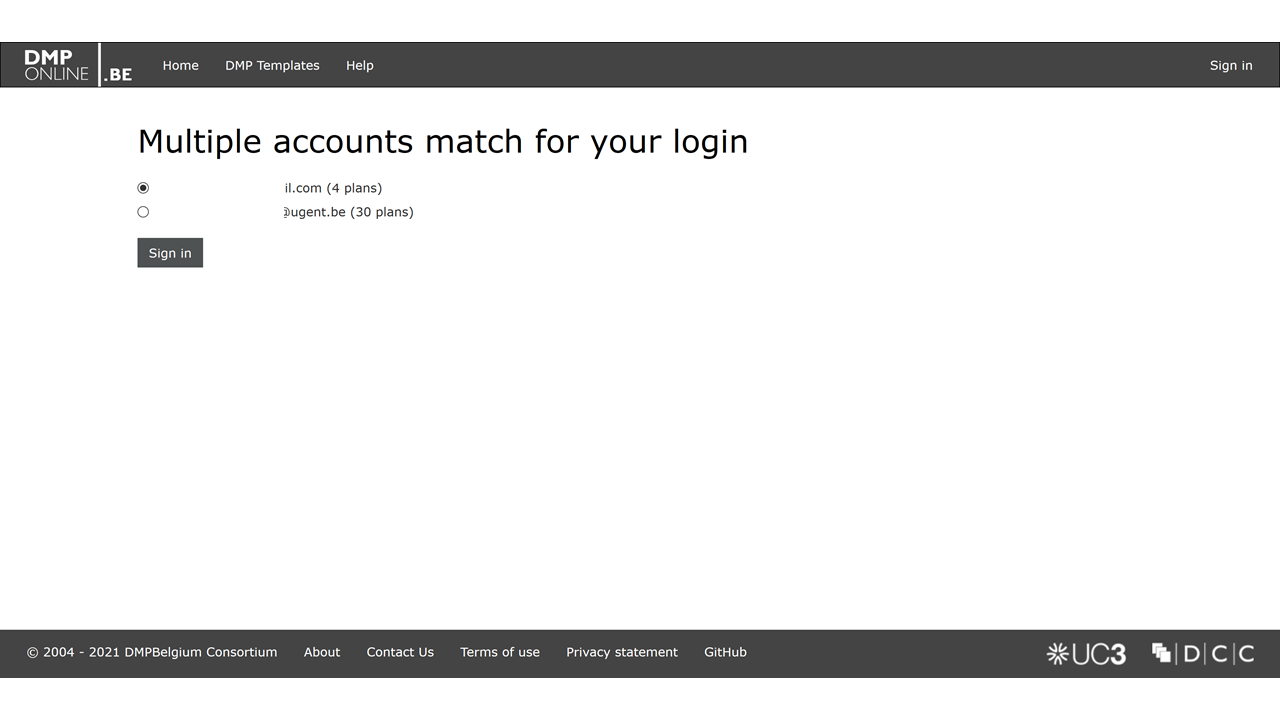 DMP ONLINE .BE Home DMP Templates Help Sign in
Multiple accounts match for your login
il.com (4 plans)
@ugent.be (30 plans)
Sign in
© 2004 - 2021 DMPBelgium Consortium About Contact Us Terms of use Privacy statement GitHub UC3 D|C|C